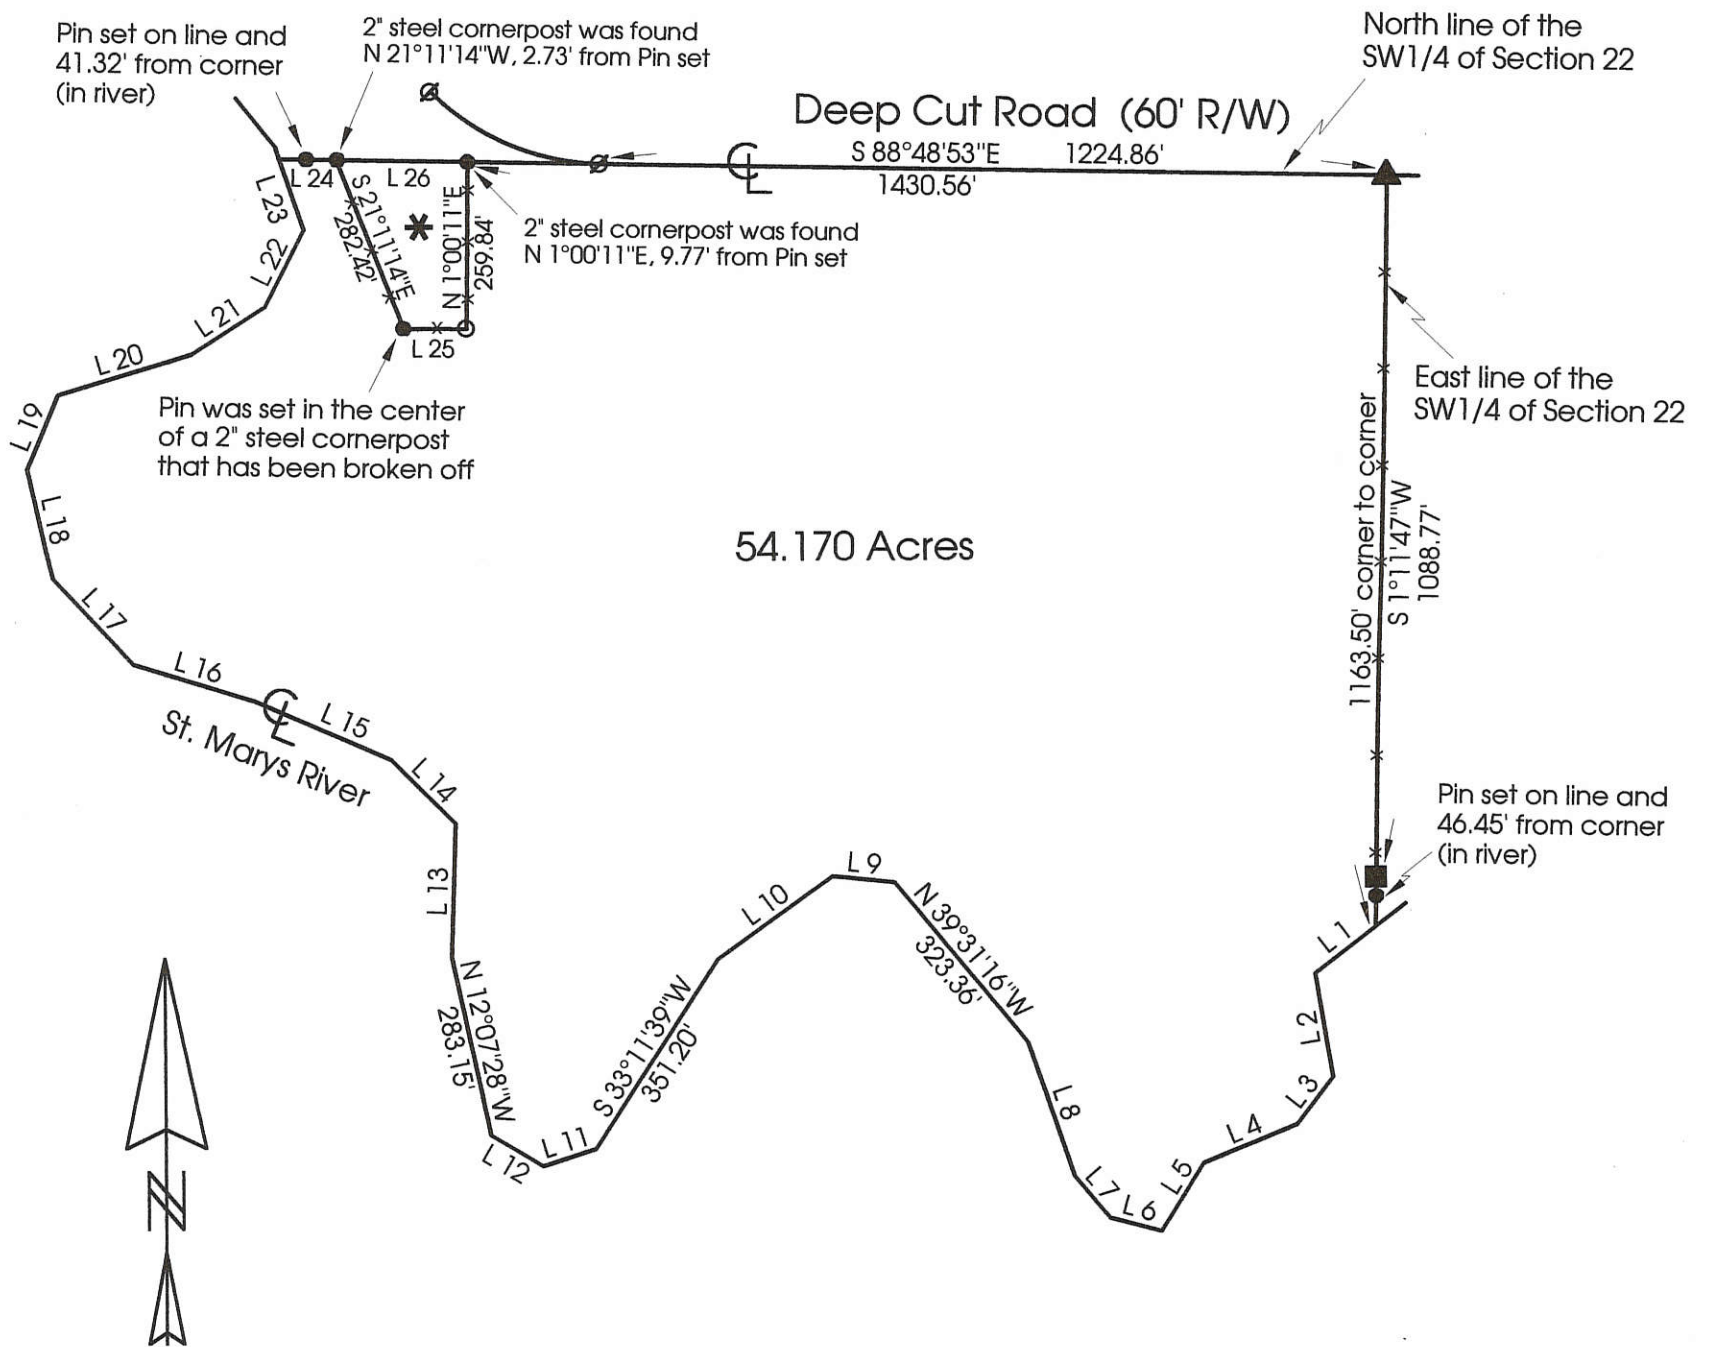 Pin set on line and
41.32' from corner
(in river)
2" steel cornerpost was found
N 21°11'14"W, 2.73' from Pin set
North line of the
SW1/4 of Section 22
Deep Cut Road (60' R/W)
S 88°48'53"E 1224.86'
1430.56'
CL
L 24
L 26
L 23
S 21°11'14"E
282.42'
*
N 1°00'11"E
259.84'
2" steel cornerpost was found
N 1°00'11"E, 9.77' from Pin set
L 22
L 21
L 25
L 20
East line of the
SW1/4 of Section 22
Pin was set in the center
of a 2" steel cornerpost
that has been broken off
L 19
L 18
54.170 Acres
1163.50' corner to corner
S 1°11'47"W
1088.77'
L 17
L 16
CL
L 15
St. Marys River
L 14
Pin set on line and
46.45' from corner
(in river)
L 13
L 9
L 10
N 39°31'16"W
323.36'
L 1
N 12°07'28"W
283.15'
S 33°11'39"W
351.20'
L 2
L 3
L 8
L 4
L 11
L 12
L 5
L 7
L 6
N